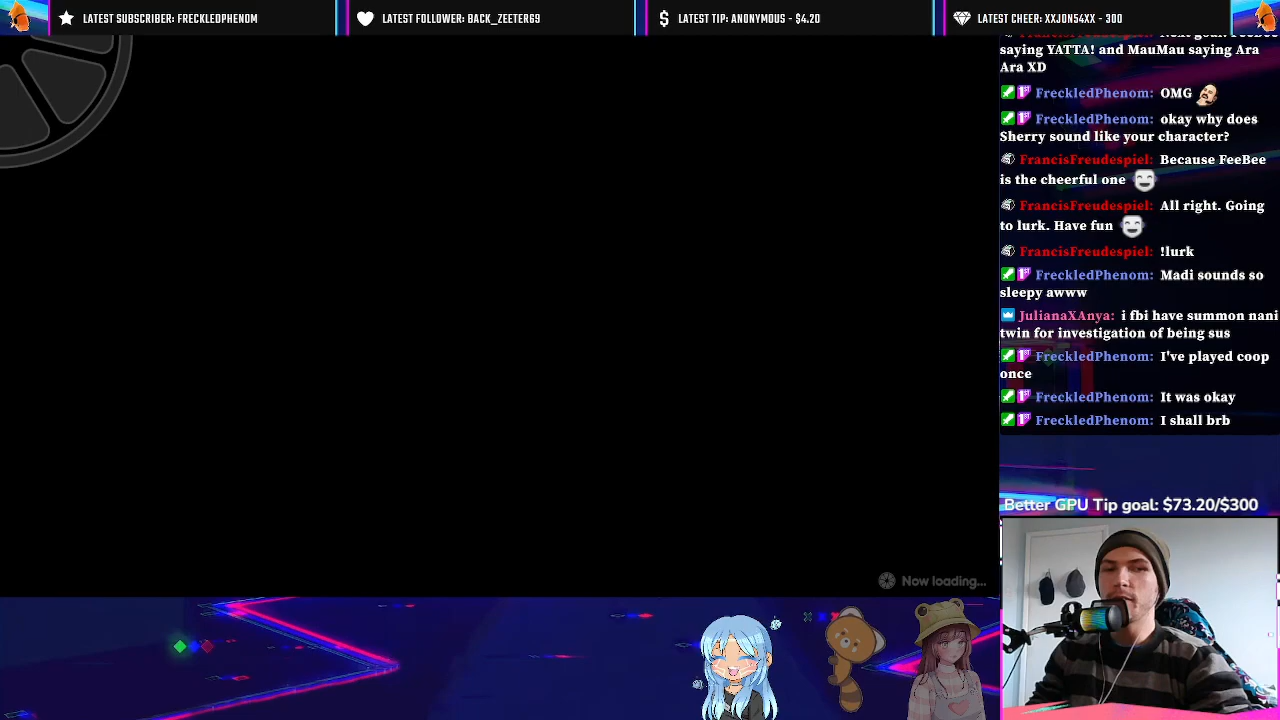 LATEST SUBSCRIBER: FRECKLEDPHENOM
LATEST FOLLOWER: BACK_ZEETER69
LATEST TIP: ANONYMOUS - $4.20
LATEST CHEER: XXJON54XX - 300
saying YATTA! and MauMau saying Ara
Ara XD
FreckledPhenom: OMG
FreckledPhenom: okay why does
Sherry sound like your character?
FrancisFreudespiel: Because FeeBee
is the cheerful one
FrancisFreudespiel: All right. Going
to lurk. Have fun
FrancisFreudespiel: !lurk
FreckledPhenom: Madi sounds so
sleepy awww
JulianaXAnya: i fbi have summon nani
twin for investigation of being sus
FreckledPhenom: I've played coop
once
FreckledPhenom: It was okay
FreckledPhenom: I shall brb
Better GPU Tip goal: $73.20/$300
Now loading...